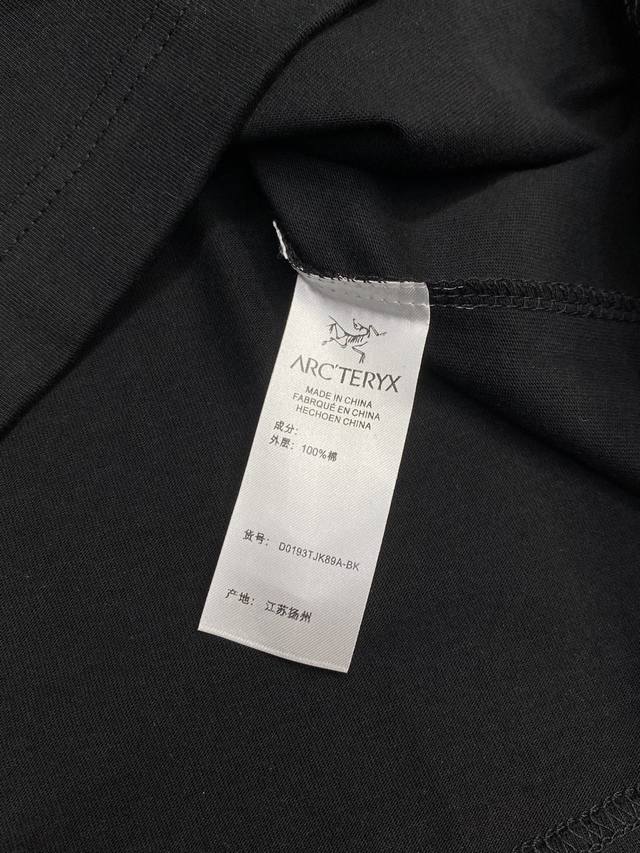 ARC'TERYX
MADE IN CHINA
FABRQUÉ EN CHINA
HECHOEN CHINA
成分：
外层：100%棉
货号：D0193TJK89A-BK
产地：江苏扬州